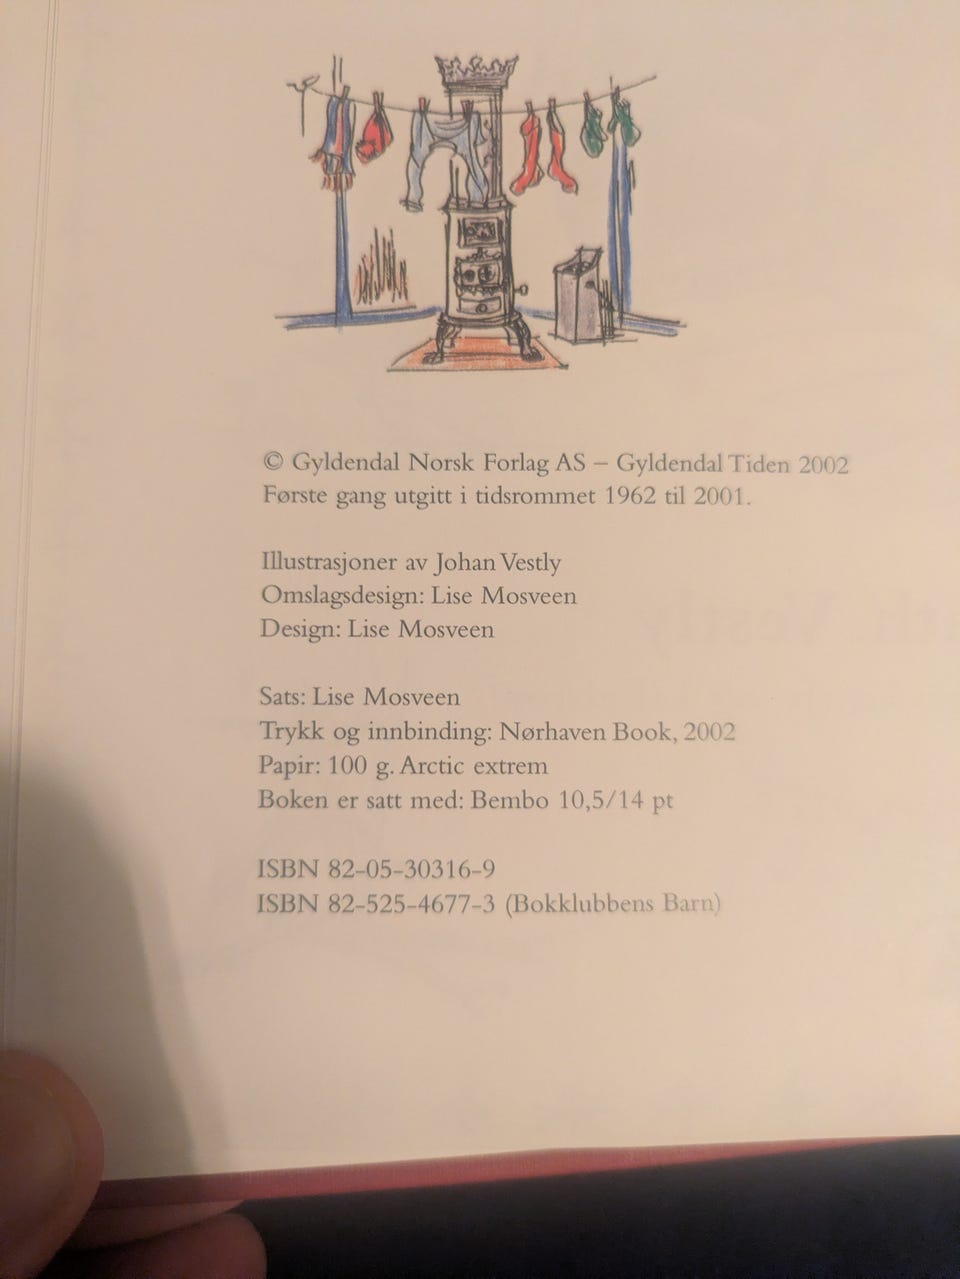 © Gyldendal Norsk Forlag AS – Gyldendal Tiden 2002
Første gang utgitt i tidsrommet 1962 til 2001.
Illustrasjoner av Johan Vestly
Omslagsdesign: Lise Mosveen
Design: Lise Mosveen
Sats: Lise Mosveen
Trykk og innbinding: Nørhaven Book, 2002
Papir: 100 g. Arctic extrem
Boken er satt med: Bembo 10,5/14 pt
ISBN 82-05-30316-9
ISBN 82-525-4677-3 (Bokklubbens Barn)